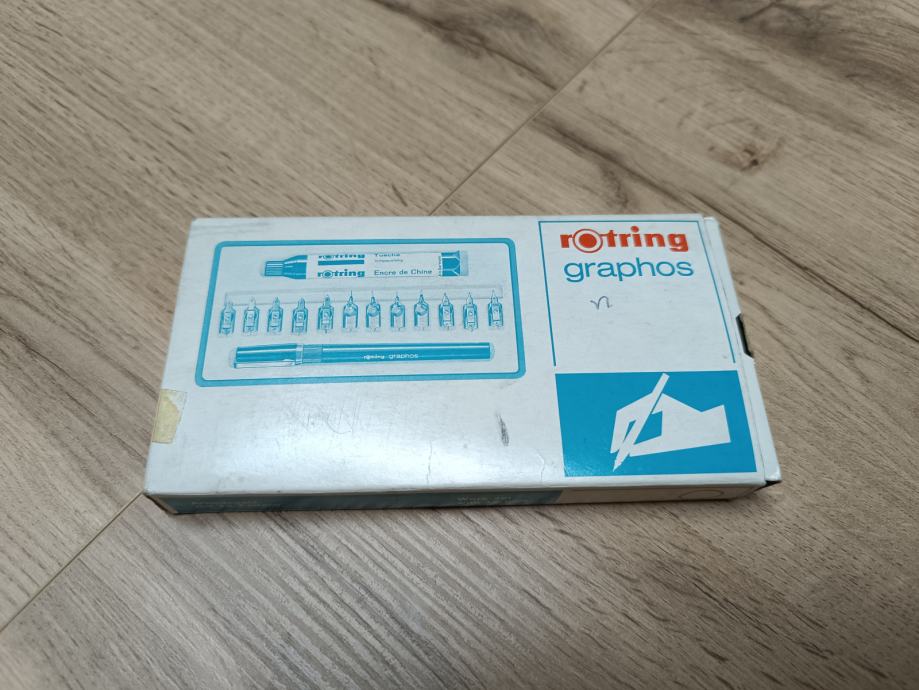 rotring
Tusche
rotring
Encre de Chine
rotring graphos
rotring
graphos
n